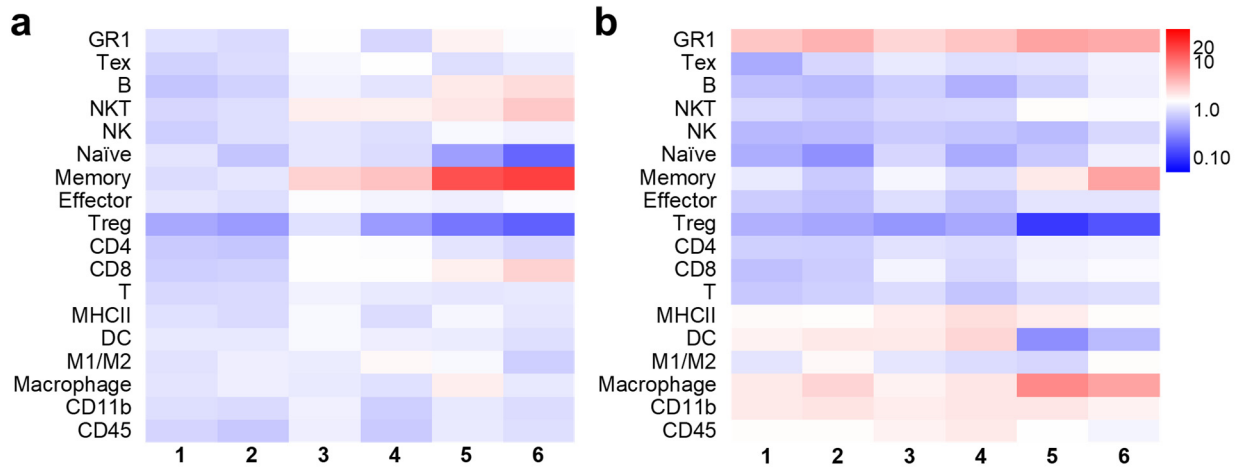 a
GR1
Tex
B
NKT
NK
Naïve
Memory
Effector
Treg
CD4
CD8
T
MHCII
DC
M1/M2
Macrophage
CD11b
CD45
1 2 3 4 5 6
b
GR1
Tex
B
NKT
NK
Naïve
Memory
Effector
Treg
CD4
CD8
T
MHCII
DC
M1/M2
Macrophage
CD11b
CD45
1 2 3 4 5 6
20
10
1.0
0.10